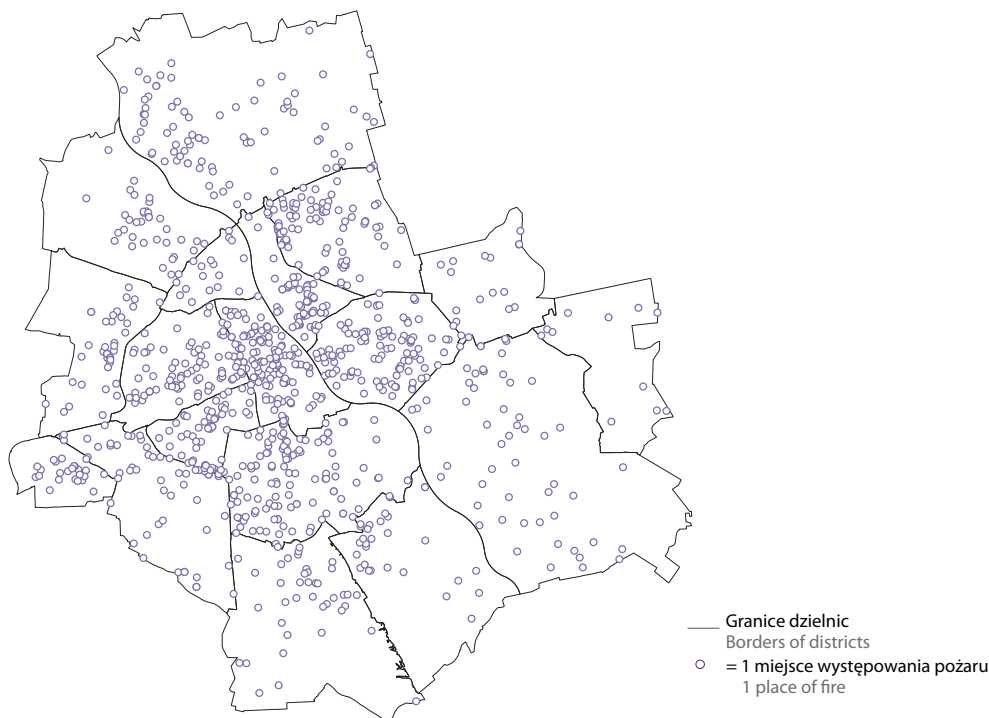 Granice dzielnic
Borders of districts
= 1 miejsce występowania pożaru
1 place of fire